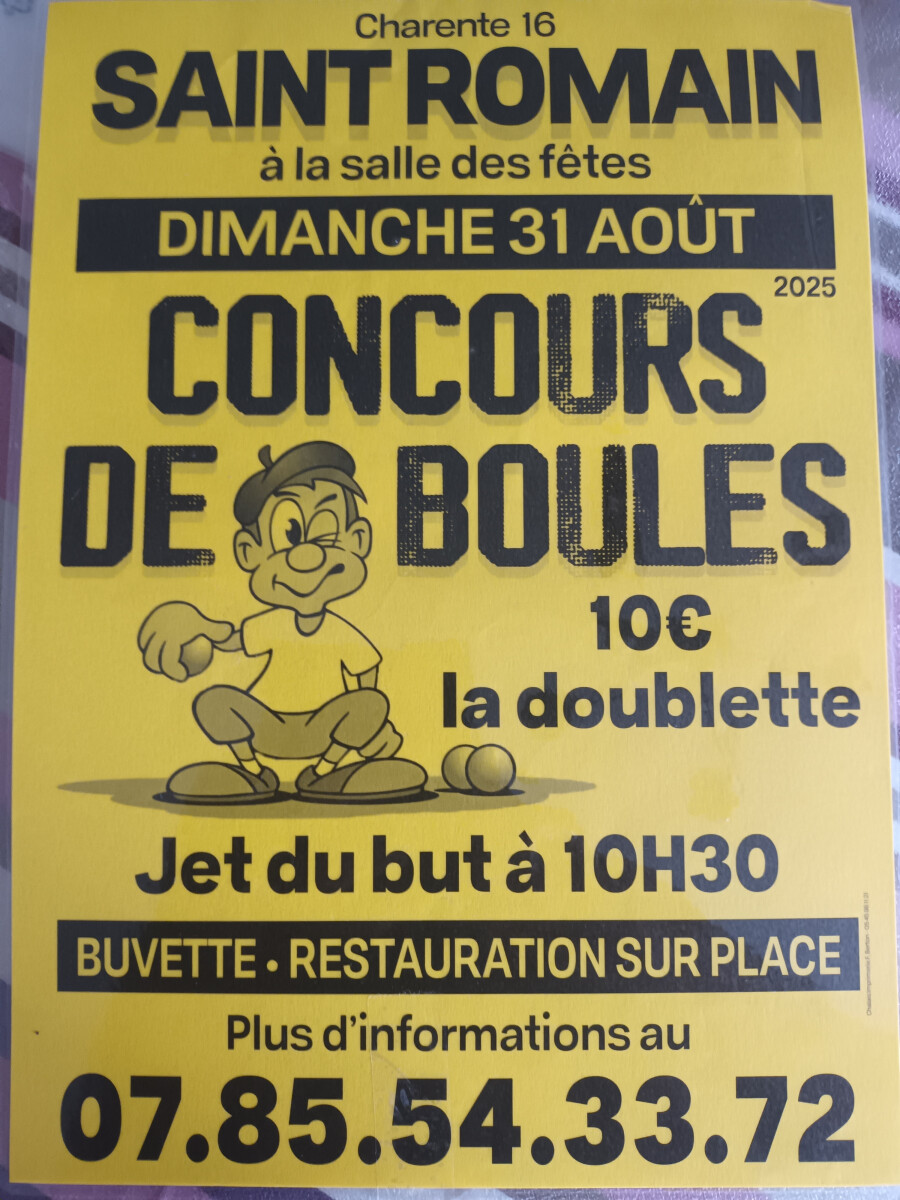 Charente 16
SAINT ROMAIN
à la salle des fêtes
DIMANCHE 31 AOÛT
2025
CONCOURS
DE BOULES
10€
la doublette
Jet du but à 10H30
BUVETTE • RESTAURATION SUR PLACE
Plus d'informations au
07.85.54.33.72